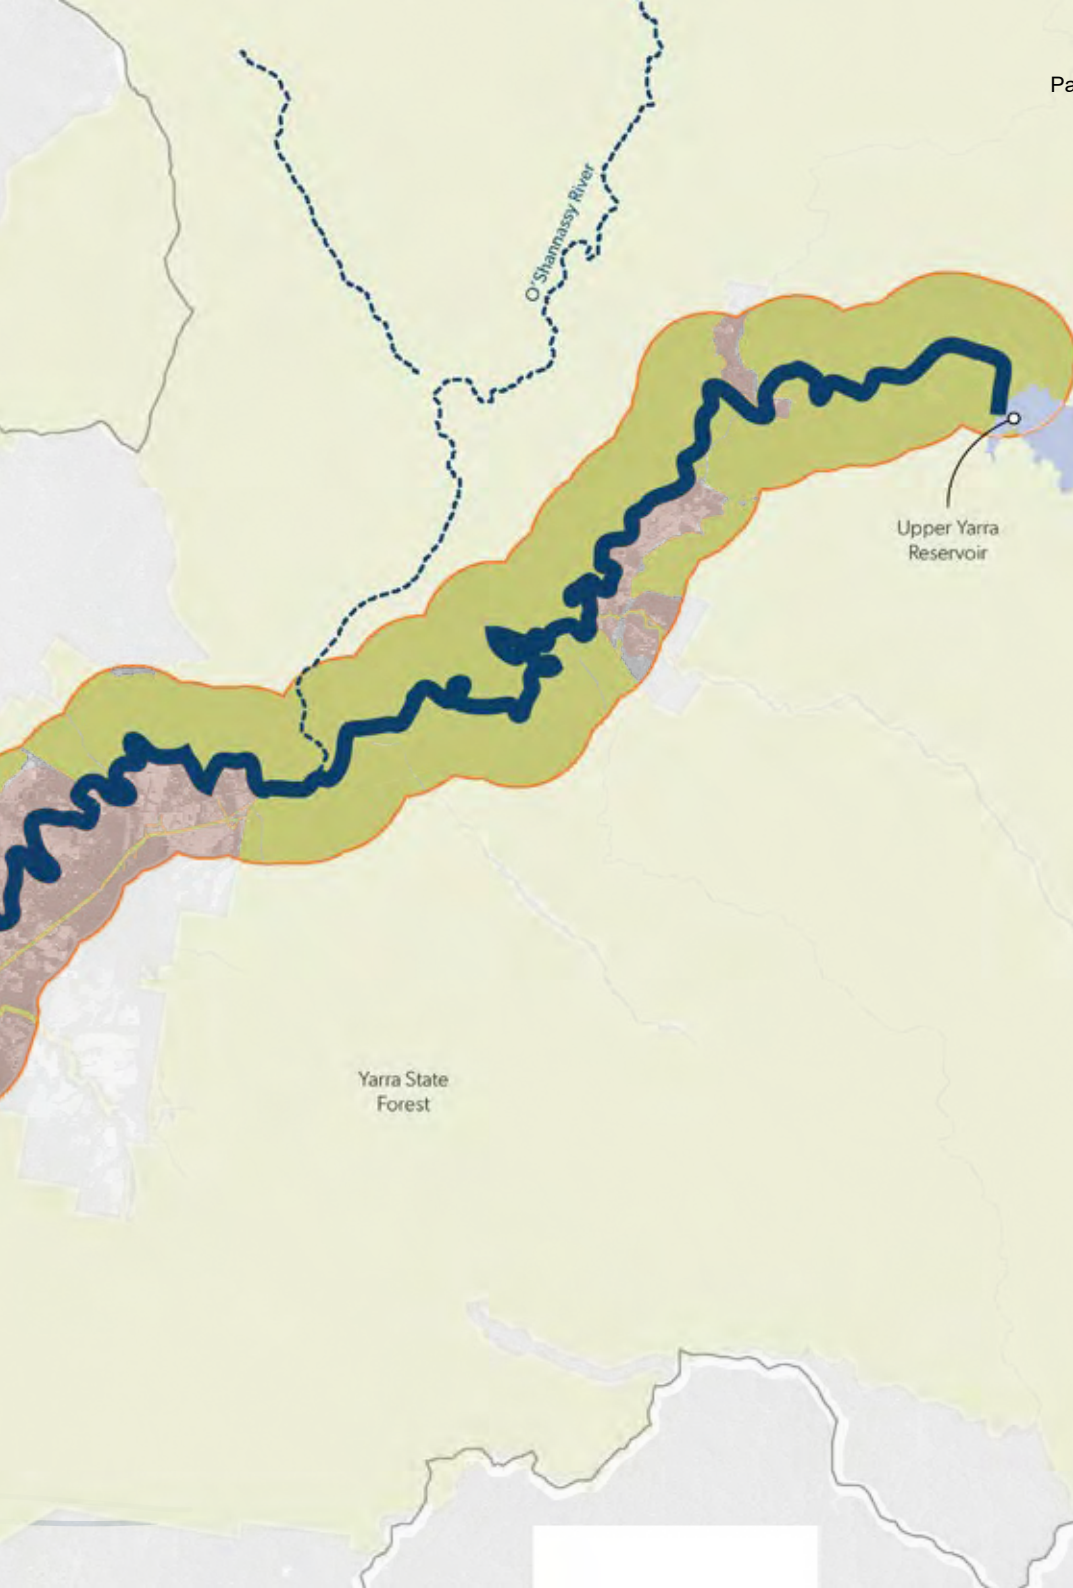 Pa
O'Shannassy River
Upper Yarra
Reservoir
Yarra State
Forest